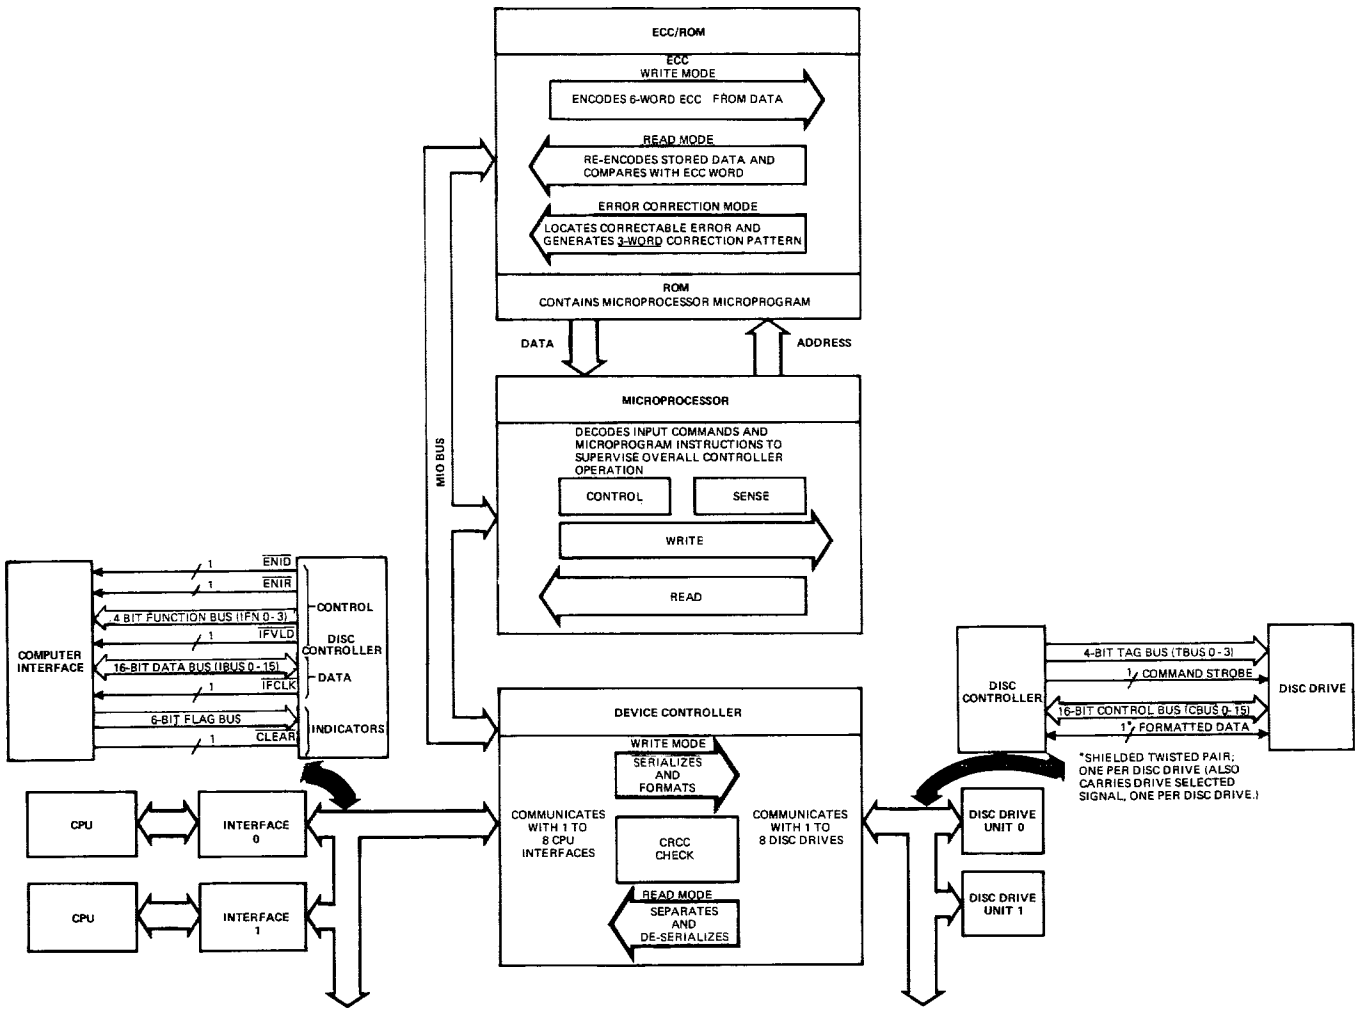 ECC/ROM
ECC
WRITE MODE
ENCODES 6-WORD ECC FROM DATA
READ MODE
RE-ENCODES STORED DATA AND
COMPARES WITH ECC WORD
ERROR CORRECTION MODE
LOCATES CORRECTABLE ERROR AND
GENERATES 3-WORD CORRECTION PATTERN
ROM
CONTAINS MICROPROCESSOR MICROPROGRAM
DATA
ADDRESS
MIO BUS
MICROPROCESSOR
DECODES INPUT COMMANDS AND
MICROPROGRAM INSTRUCTIONS TO
SUPERVISE OVERALL CONTROLLER
OPERATION
CONTROL
SENSE
WRITE
READ
COMPUTER
INTERFACE
1 ENID
1 ENIR
4 BIT FUNCTION BUS (IFN 0-3)
1 IFVLD
16-BIT DATA BUS (IBUS 0-15)
1 IFCLK
6-BIT FLAG BUS
1 CLEAR
CONTROL
DISC
CONTROLLER
DATA
INDICATORS
CPU
INTERFACE
0
CPU
INTERFACE
1
DEVICE CONTROLLER
WRITE MODE
SERIALIZES
AND
FORMATS
COMMUNICATES
WITH 1 TO
8 CPU
INTERFACES
CRCC
CHECK
COMMUNICATES
WITH 1 TO
8 DISC DRIVES
READ MODE
SEPARATES
AND
DE-SERIALIZES
DISC
CONTROLLER
4-BIT TAG BUS (TBUS 0-3)
1 COMMAND STROBE
16-BIT CONTROL BUS (CBUS 0-15)
1* FORMATTED DATA
DISC DRIVE
*SHIELDED TWISTED PAIR;
ONE PER DISC DRIVE (ALSO
CARRIES DRIVE SELECTED
SIGNAL, ONE PER DISC DRIVE.)
DISC DRIVE
UNIT 0
DISC DRIVE
UNIT 1